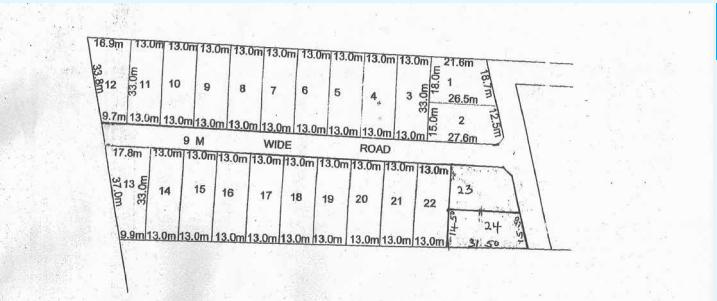 16.9m 13.0m 13.0m 13.0m 13.0m 13.0m 13.0m 13.0m 13.0m 13.0m 21.6m
33.8m 12 33.0m 11 10 9 8 7 6 5 4 3 33.0m 18.0m 1 18.7m
26.5m
15.0m 2 12.5m
9.7m 13.0m 13.0m 13.0m 13.0m 13.0m 13.0m 13.0m 13.0m 13.0m 27.6m
9 M WIDE ROAD
17.8m 13.0m 13.0m 13.0m 13.0m 13.0m 13.0m 13.0m 13.0m 13.0m
37.0m 13 33.0m 14 15 16 17 18 19 20 21 22 23
14.50 24
31.50
9.9m 13.0m 13.0m 13.0m 13.0m 13.0m 13.0m 13.0m 13.0m 13.0m